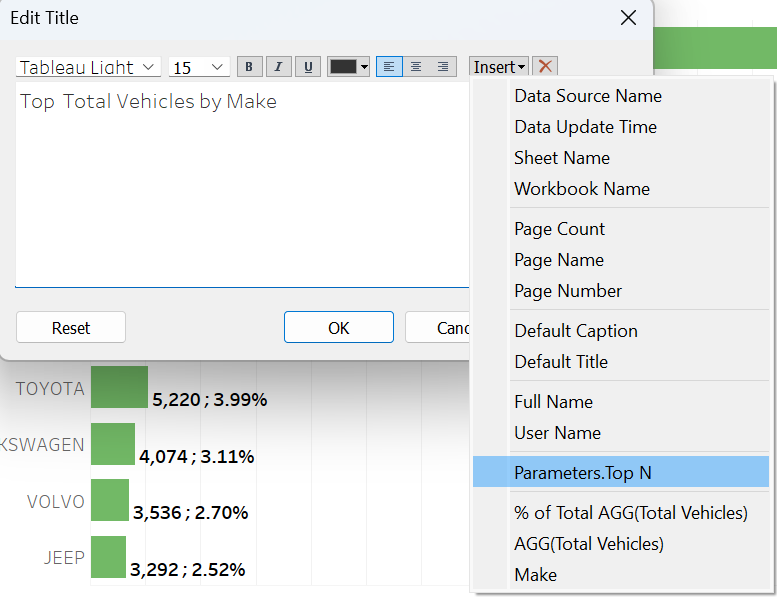 Edit Title
Tableau Light 15 B I U Insert
Top  Total Vehicles by Make
Data Source Name
Data Update Time
Sheet Name
Workbook Name
Page Count
Page Name
Page Number
Default Caption
Default Title
Full Name
User Name
Parameters.Top N
% of Total AGG(Total Vehicles)
AGG(Total Vehicles)
Make
Reset OK Canc
TOYOTA 5,220 ; 3.99%
KSWAGEN 4,074 ; 3.11%
VOLVO 3,536 ; 2.70%
JEEP 3,292 ; 2.52%